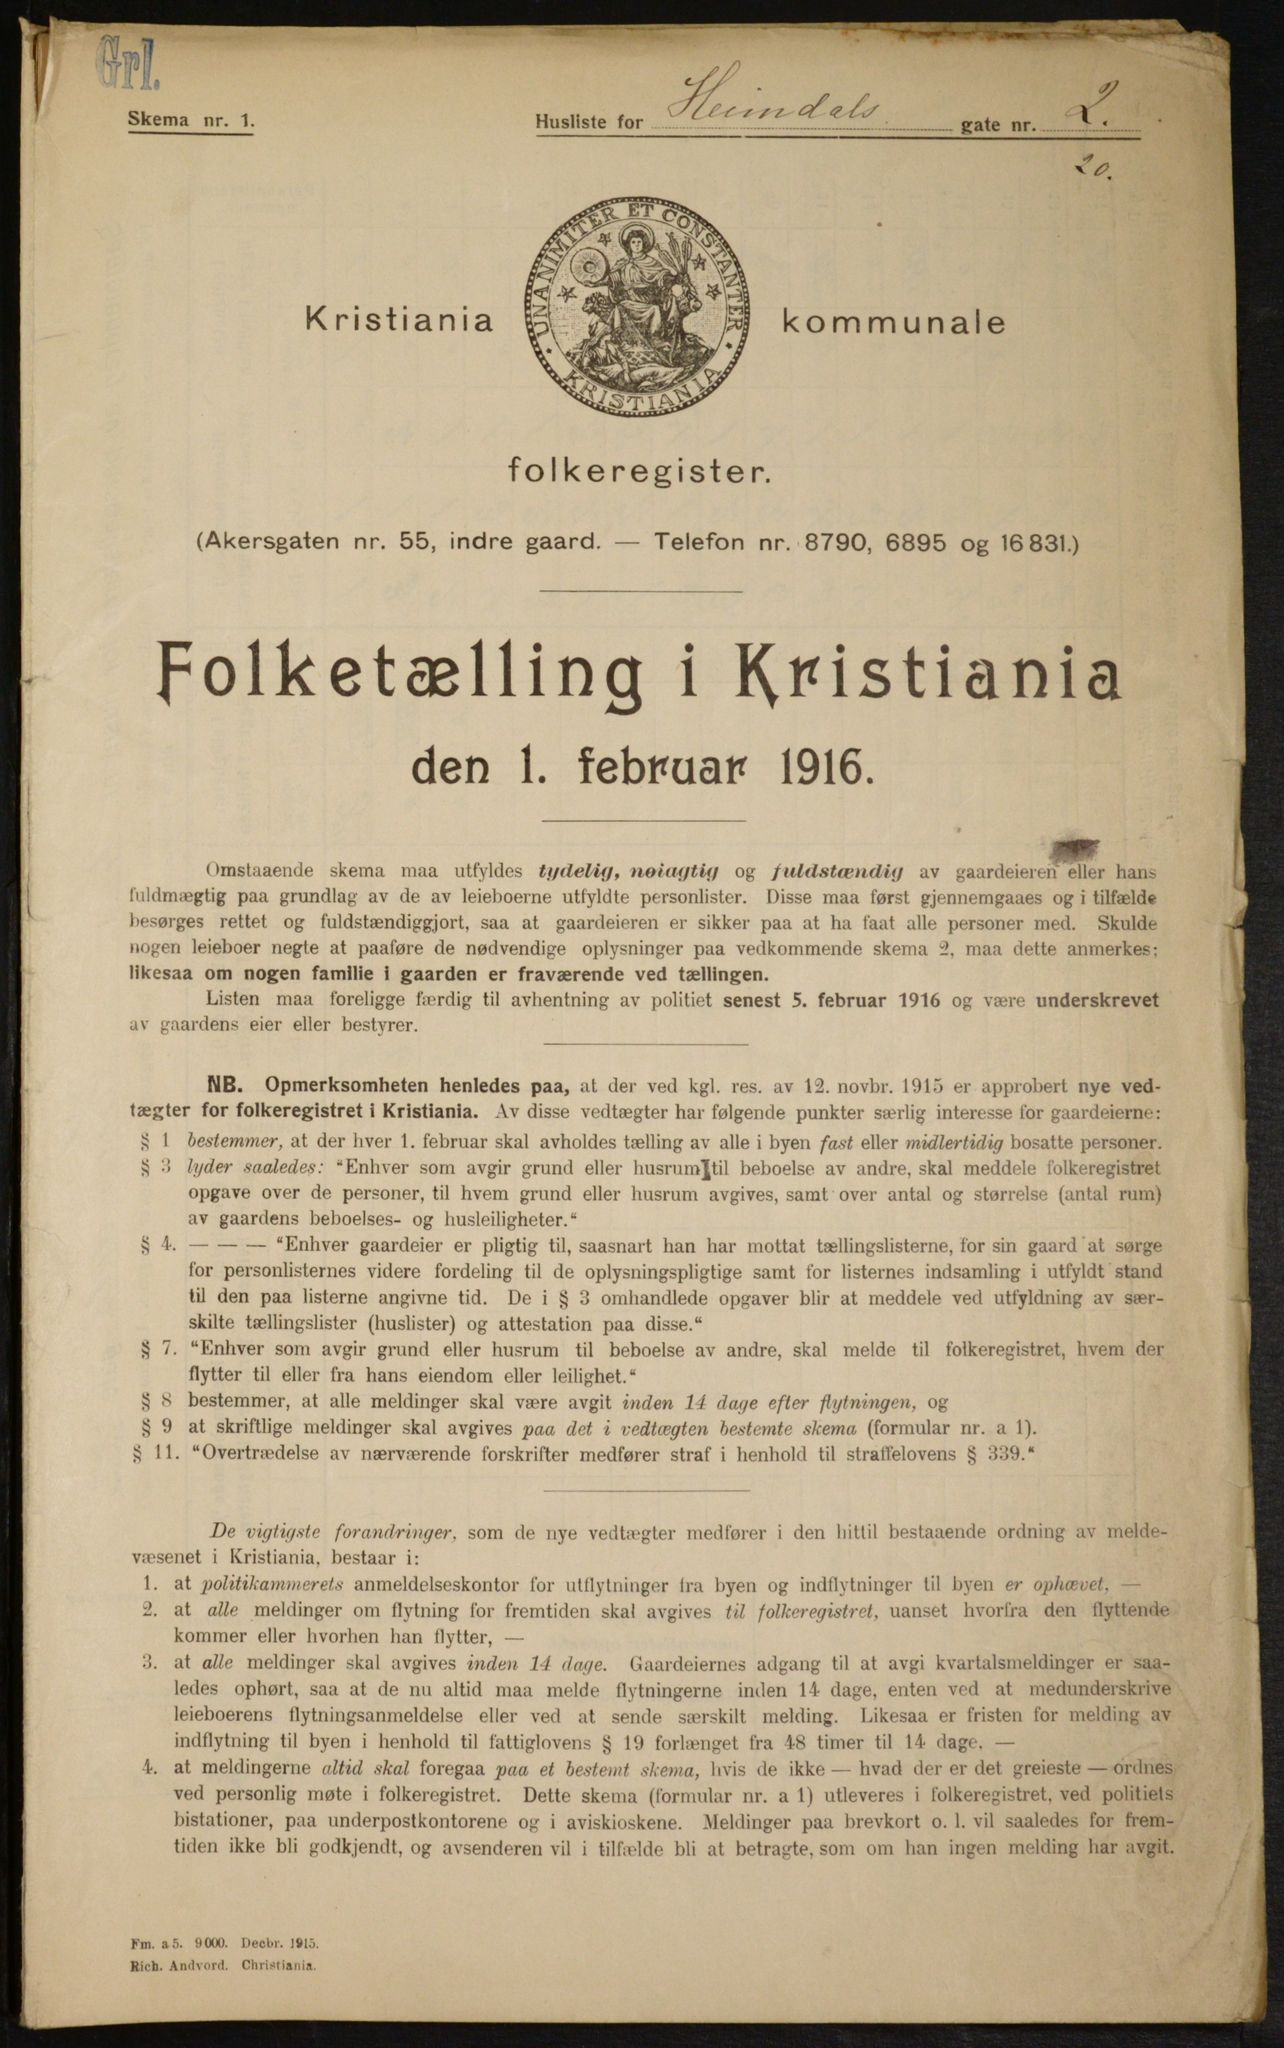 Grl.
Skema nr. 1.
Husliste for Heimdals gate nr. 2.
20.
UNANIMITER ET CONSTANTER
KRISTIANIA
Kristiania kommunale
folkeregister.
(Akersgaten nr. 55, indre gaard. — Telefon nr. 8790, 6895 og 16 831.)
Folketælling i Kristiania
den 1. februar 1916.
Omstaaende skema maa utfyldes tydelig, nøiagtig og fuldstændig av gaardeieren eller hans
fuldmægtig paa grundlag av de av leieboerne utfyldte personlister. Disse maa først gjennemgaaes og i tilfælde
besørges rettet og fuldstændiggjort, saa at gaardeieren er sikker paa at ha faat alle personer med. Skulde
nogen leieboer negte at paaføre de nødvendige oplysninger paa vedkommende skema 2, maa dette anmerkes;
likesaa om nogen familie i gaarden er fraværende ved tællingen.
Listen maa foreligge færdig til avhentning av politiet senest 5. februar 1916 og være underskrevet
av gaardens eier eller bestyrer.
NB. Opmerksomheten henledes paa, at der ved kgl. res. av 12. novbr. 1915 er approbert nye ved-
tægter for folkeregistret i Kristiania. Av disse vedtægter har følgende punkter særlig interesse for gaardeierne:
§ 1 bestemmer, at der hver 1. februar skal avholdes tælling av alle i byen fast eller midlertidig bosatte personer.
§ 3 lyder saaledes: "Enhver som avgir grund eller husrum til beboelse av andre, skal meddele folkeregistret
opgave over de personer, til hvem grund eller husrum avgives, samt over antal og størrelse (antal rum)
av gaardens beboelses- og husleiligheter.“
§ 4. — — — "Enhver gaardeier er pligtig til, saasnart han har mottat tællingslisterne, for sin gaard at sørge
for personlisternes videre fordeling til de oplysningspligtige samt for listernes indsamling i utfyldt stand
til den paa listerne angivne tid. De i § 3 omhandlede opgaver blir at meddele ved utfyldning av sær-
skilte tællingslister (huslister) og attestation paa disse.“
§ 7. "Enhver som avgir grund eller husrum til beboelse av andre, skal melde til folkeregistret, hvem der
flytter til eller fra hans eiendom eller leilighet.“
§ 8 bestemmer, at alle meldinger skal være avgit inden 14 dage efter flytningen, og
§ 9 at skriftlige meldinger skal avgives paa det i vedtægten bestemte skema (formular nr. a 1).
§ 11. "Overtrædelse av nærværende forskrifter medfører straf i henhold til straffelovens § 339.“
De vigtigste forandringer, som de nye vedtægter medfører i den hittil bestaaende ordning av melde-
væsenet i Kristiania, bestaar i:
1. at politikammerets anmeldelseskontor for utflytninger fra byen og indflytninger til byen er ophævet, —
2. at alle meldinger om flytning for fremtiden skal avgives til folkeregistret, uanset hvorfra den flyttende
kommer eller hvorhen han flytter, —
3. at alle meldinger skal avgives inden 14 dage. Gaardeiernes adgang til at avgi kvartalsmeldinger er saa-
ledes ophørt, saa at de nu altid maa melde flytningerne inden 14 dage, enten ved at medunderskrive
leieboerens flytningsanmeldelse eller ved at sende særskilt melding. Likesaa er fristen for melding av
indflytning til byen i henhold til fattiglovens § 19 forlænget fra 48 timer til 14 dage, —
4. at meldingerne altid skal foregaa paa et bestemt skema, hvis de ikke — hvad der er det greieste — ordnes
ved personlig møte i folkeregistret. Dette skema (formular nr. a 1) utleveres i folkeregistret, ved politiets
bistationer, paa underpostkontorene og i aviskioskene. Meldinger paa brevkort o. l. vil saaledes for frem-
tiden ikke bli godkjendt, og avsenderen vil i tilfælde bli at betragte, som om han ingen melding har avgit.
Fm. a 5. 9 000. Decbr. 1915.
Rich. Andvord. Christiania.